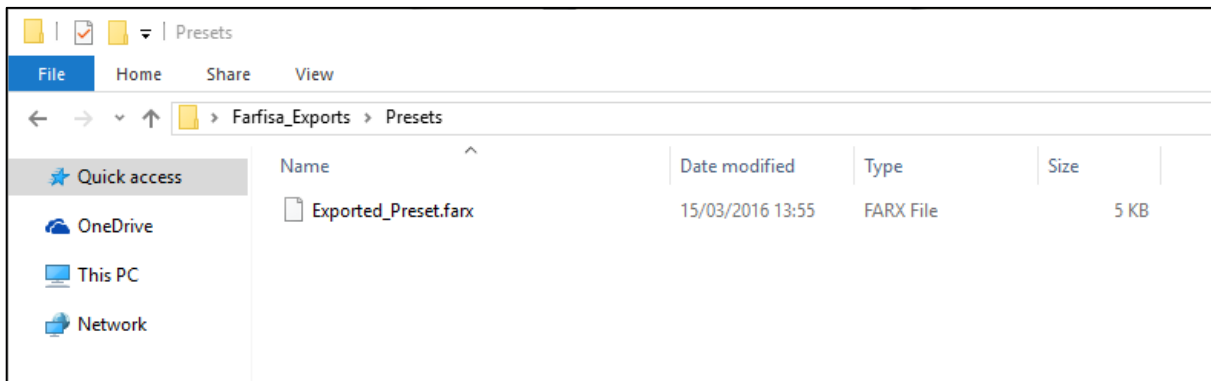 Presets
File Home Share View
Farfisa_Exports > Presets
Quick access
OneDrive
This PC
Network
Name Date modified Type Size
Exported_Preset.farx 15/03/2016 13:55 FARX File 5 KB